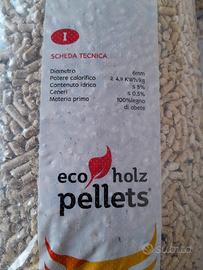 I
SCHEDA TECNICA
Diametro 6mm
Potere calorifico ≥ 4,9 KWh/kg
Contenuto idrico ≤ 5%
Ceneri ≤ 0,5%
Materia prima 100%legno
di abete
eco holz
pellets®
subito